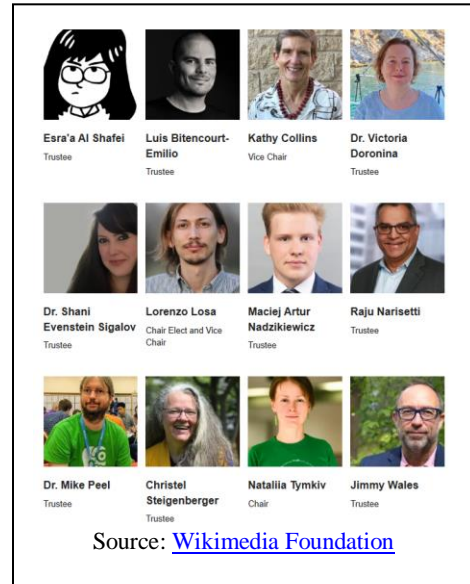 Esra'a Al Shafei
Trustee
Luis Bitencourt-
Emilio
Trustee
Kathy Collins
Vice Chair
Dr. Victoria
Doronina
Trustee
Dr. Shani
Evenstein Sigalov
Trustee
Lorenzo Losa
Chair Elect and Vice
Chair
Maciej Artur
Nadzikiewicz
Trustee
Raju Narisetti
Trustee
Dr. Mike Peel
Trustee
Christel
Steigenberger
Trustee
Nataliia Tymkiv
Chair
Jimmy Wales
Trustee
Source: Wikimedia Foundation